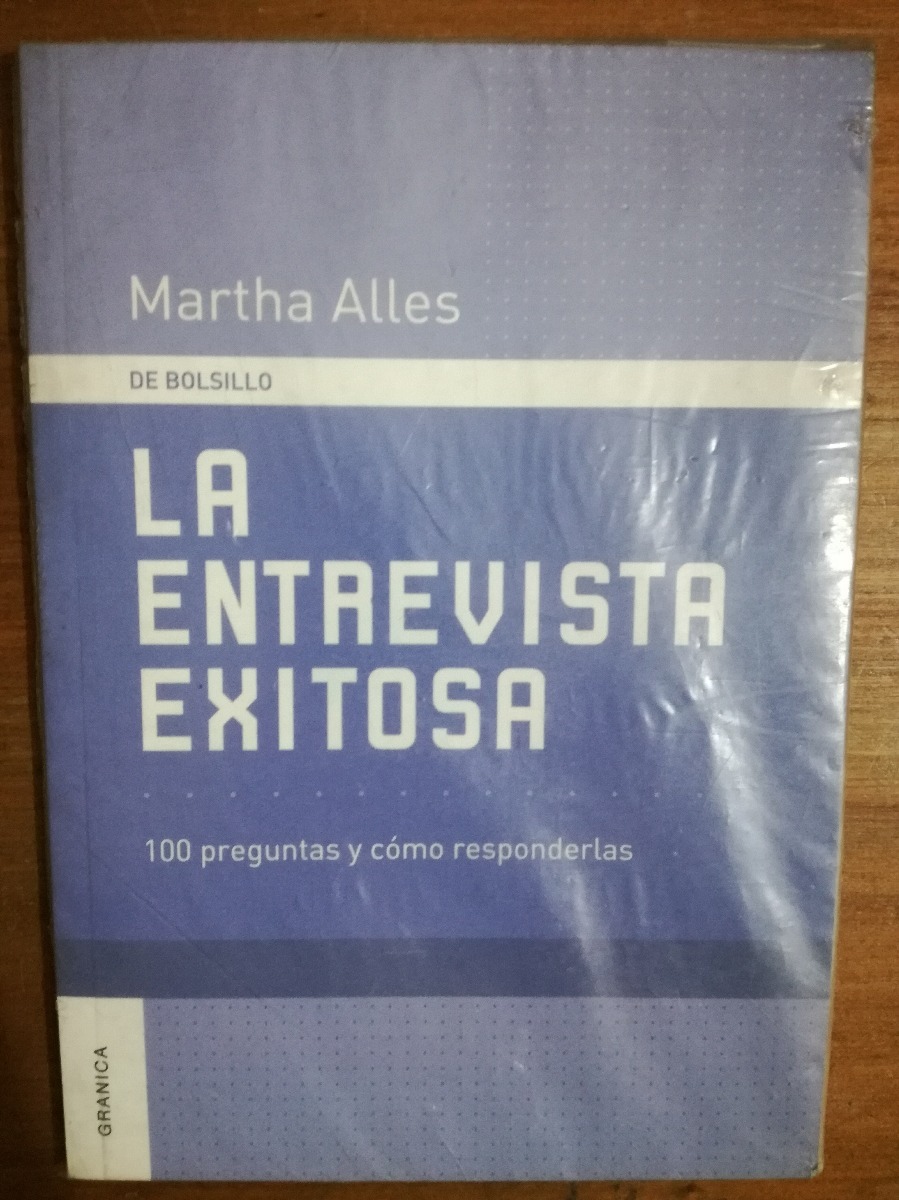 Martha Alles
DE BOLSILLO
LA
ENTREVISTA
EXITOSA
100 preguntas y cómo responderlas
GRANICA